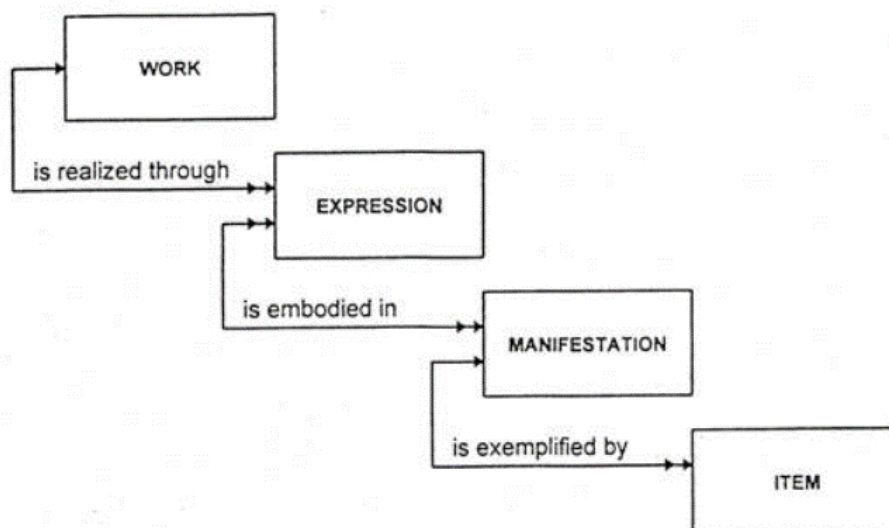 WORK
is realized through
EXPRESSION
is embodied in
MANIFESTATION
is exemplified by
ITEM